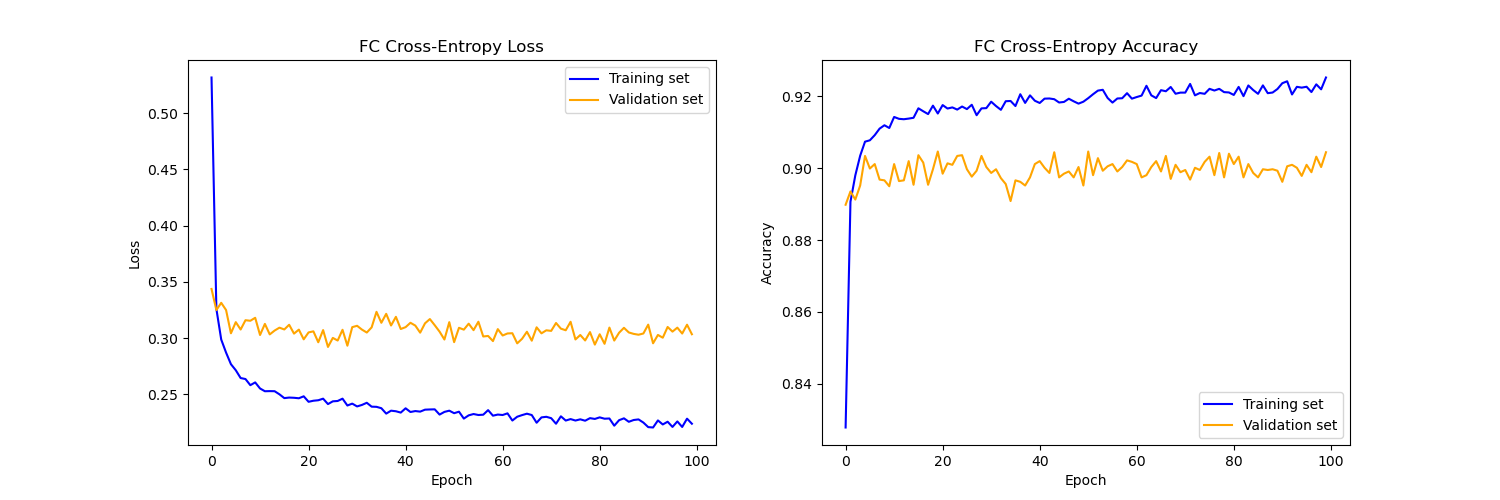 FC Cross-Entropy Loss
Training set
Validation set
0.50
0.45
0.40
0.35
0.30
0.25
Loss
0 20 40 60 80 100
Epoch
FC Cross-Entropy Accuracy
0.92
0.90
0.88
0.86
0.84
Accuracy
Training set
Validation set
0 20 40 60 80 100
Epoch